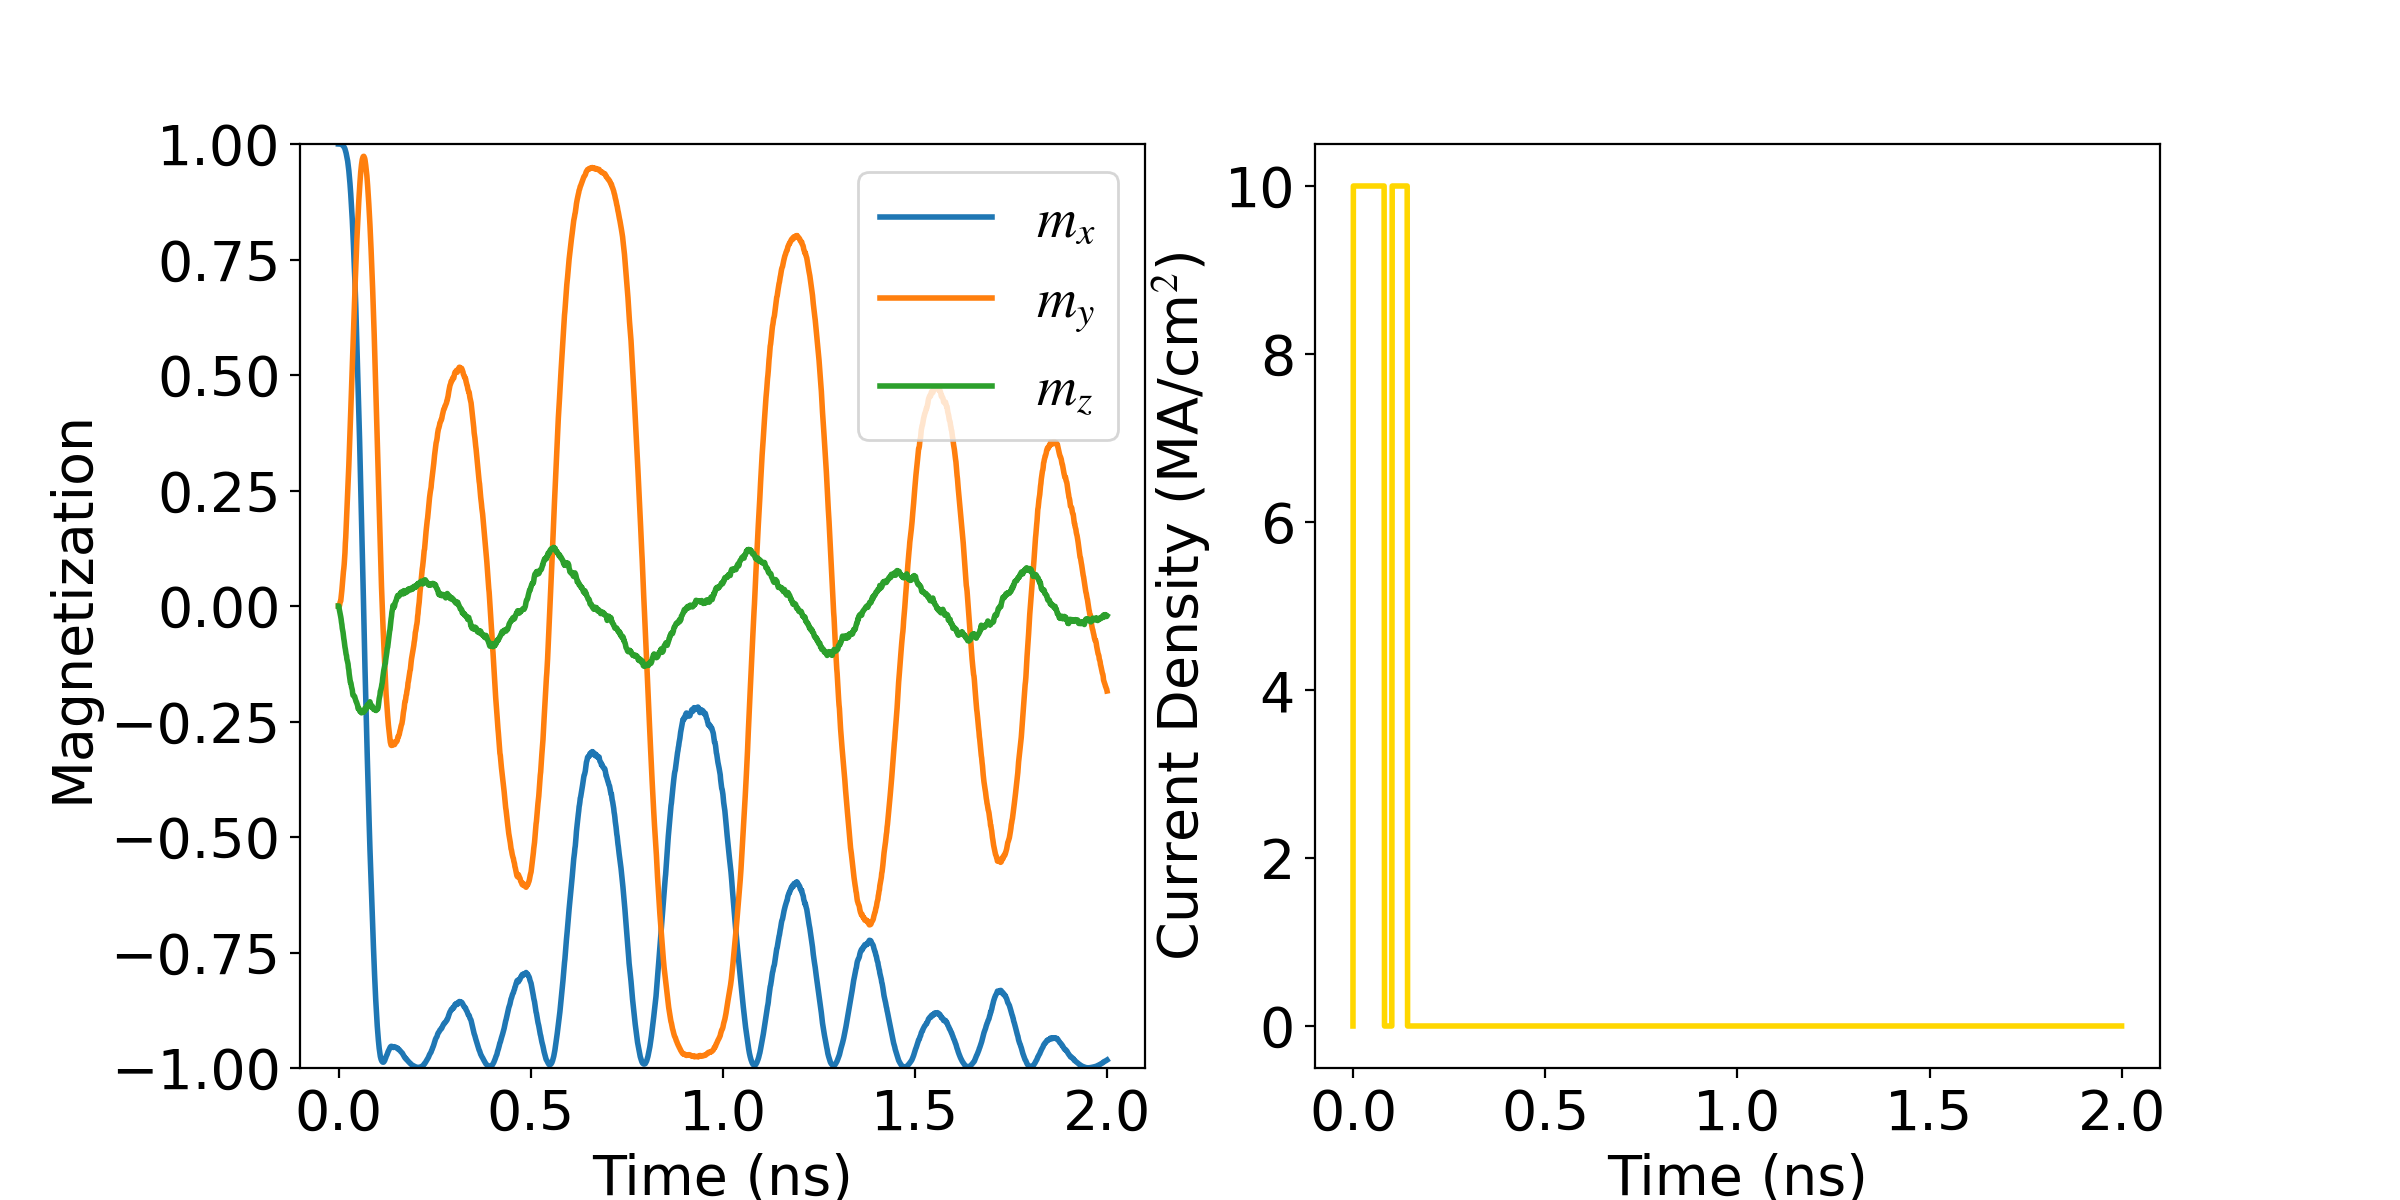 1.00
0.75
0.50
0.25
0.00
−0.25
−0.50
−0.75
−1.00
Magnetization
0.0 0.5 1.0 1.5 2.0
Time (ns)
m_x
m_y
m_z
10
8
6
4
2
0
Current Density (MA/cm²)
0.0 0.5 1.0 1.5 2.0
Time (ns)